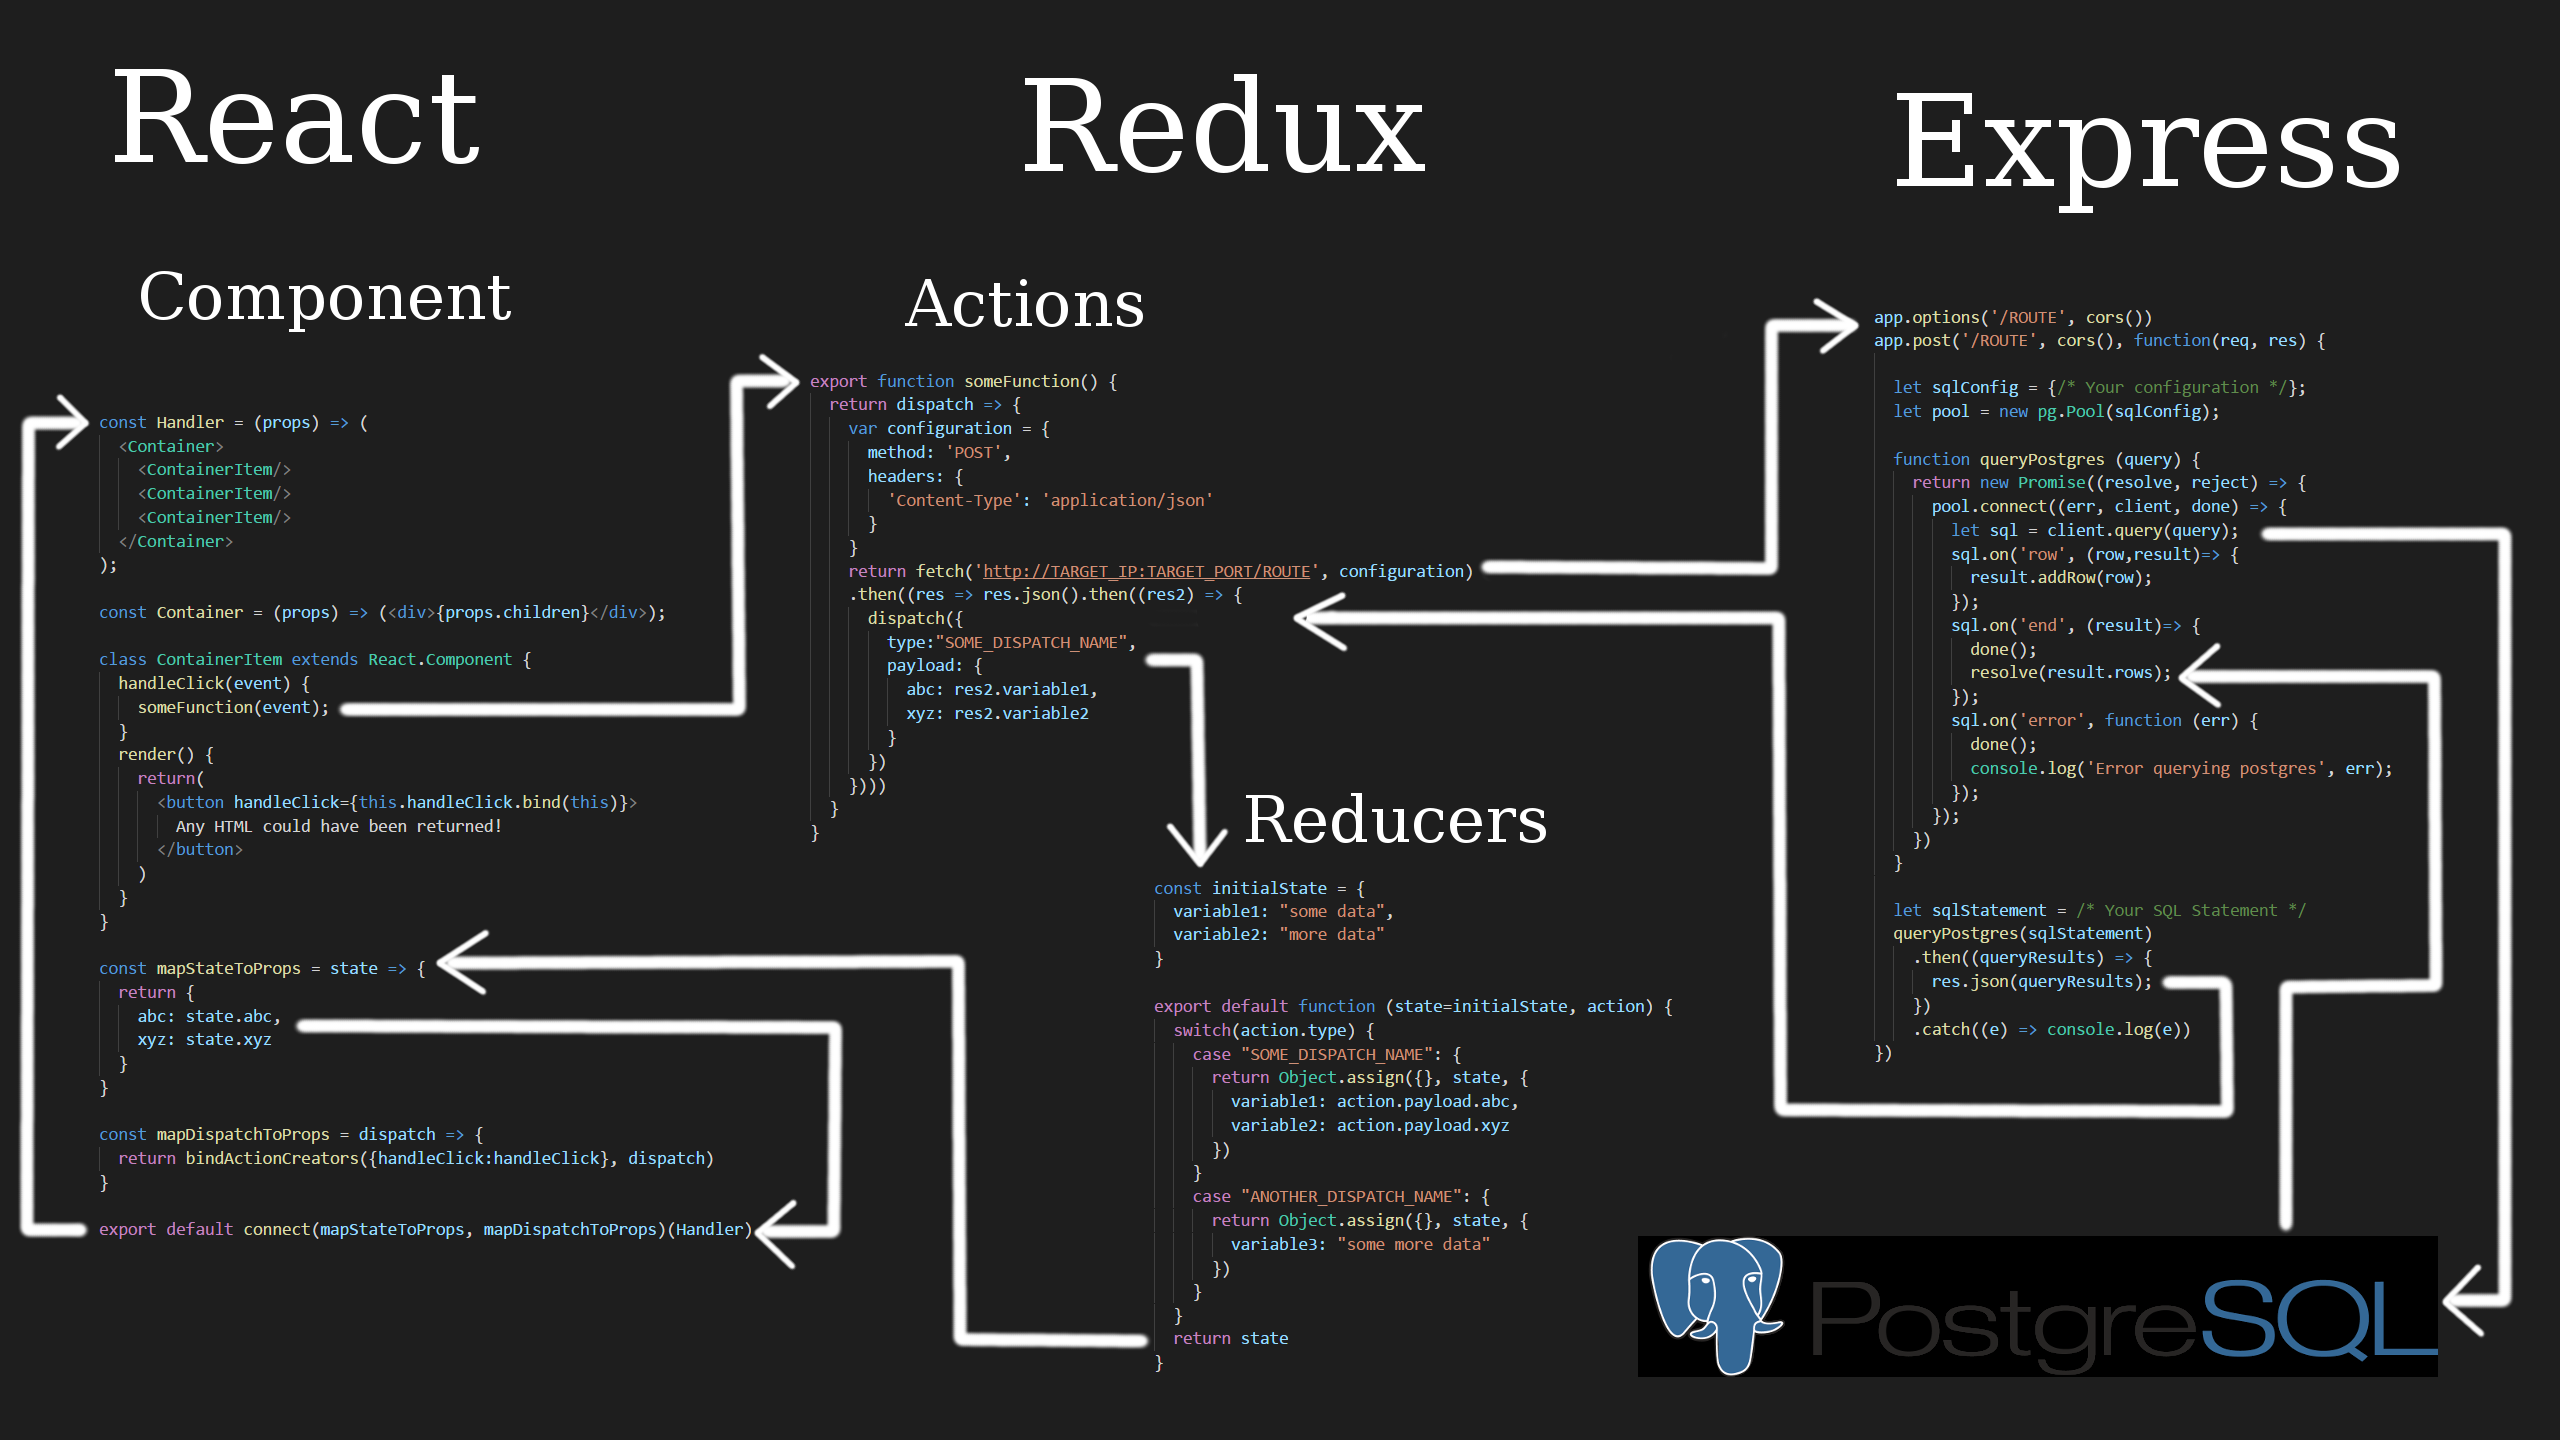 React
Component
const Handler = (props) => (
<Container>
<ContainerItem/>
<ContainerItem/>
<ContainerItem/>
</Container>
);
const Container = (props) => (<div>{props.children}</div>);
class ContainerItem extends React.Component {
handleClick(event) {
someFunction(event);
}
render() {
return(
<button handleClick={this.handleClick.bind(this)}>
Any HTML could have been returned!
</button>
)
}
}
const mapStateToProps = state => {
return {
abc: state.abc,
xyz: state.xyz
}
}
const mapDispatchToProps = dispatch => {
return bindActionCreators({handleClick:handleClick}, dispatch)
}
export default connect(mapStateToProps, mapDispatchToProps)(Handler)
Redux
Actions
export function someFunction() {
return dispatch => {
var configuration = {
method: 'POST',
headers: {
'Content-Type': 'application/json'
}
}
return fetch('http://TARGET_IP:TARGET_PORT/ROUTE', configuration)
.then((res => res.json().then((res2) => {
dispatch({
type:"SOME_DISPATCH_NAME",
payload: {
abc: res2.variable1,
xyz: res2.variable2
}
})
})))
}
}
Reducers
const initialState = {
variable1: "some data",
variable2: "more data"
}
export default function (state=initialState, action) {
switch(action.type) {
case "SOME_DISPATCH_NAME": {
return Object.assign({}, state, {
variable1: action.payload.abc,
variable2: action.payload.xyz
})
}
case "ANOTHER_DISPATCH_NAME": {
return Object.assign({}, state, {
variable3: "some more data"
})
}
}
return state
}
Express
app.options('/ROUTE', cors())
app.post('/ROUTE', cors(), function(req, res) {
let sqlConfig = {/* Your configuration */};
let pool = new pg.Pool(sqlConfig);
function queryPostgres (query) {
return new Promise((resolve, reject) => {
pool.connect((err, client, done) => {
let sql = client.query(query);
sql.on('row', (row,result)=> {
result.addRow(row);
});
sql.on('end', (result)=> {
done();
resolve(result.rows);
});
sql.on('error', function (err) {
done();
console.log('Error querying postgres', err);
});
});
})
}
let sqlStatement = /* Your SQL Statement */
queryPostgres(sqlStatement)
.then((queryResults) => {
res.json(queryResults);
})
.catch((e) => console.log(e))
})
PostgreSQL